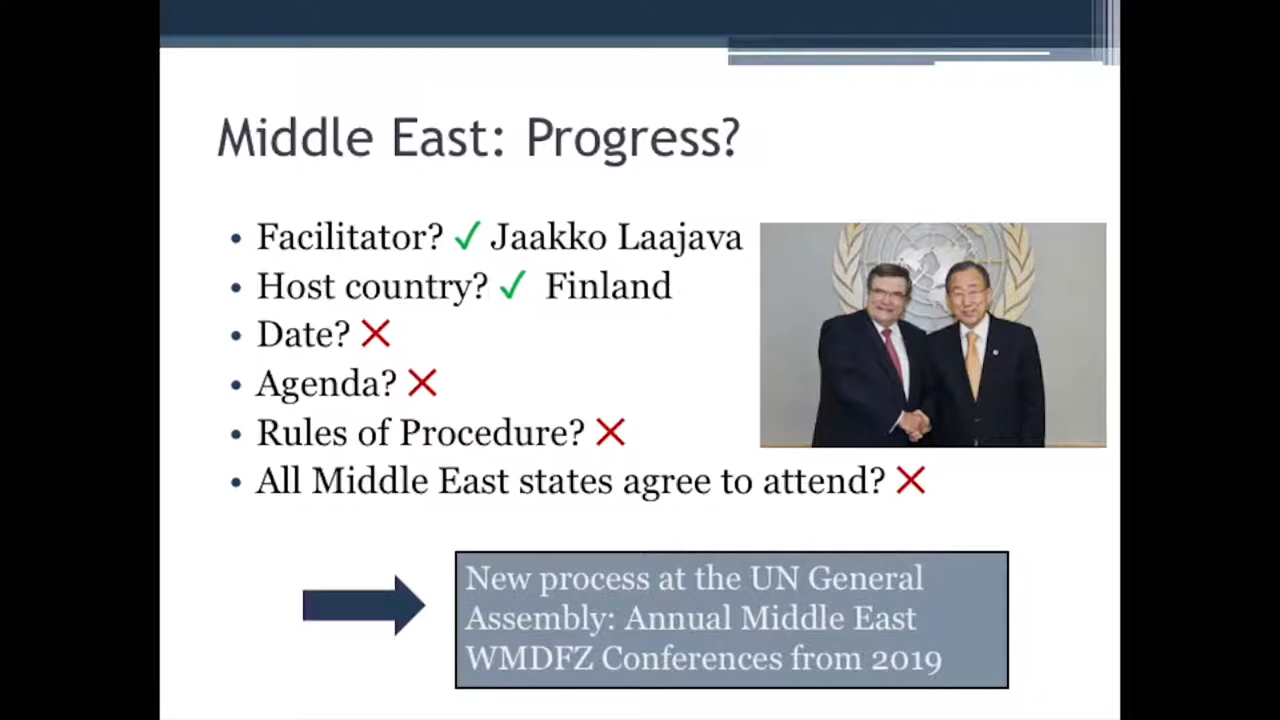 Middle East: Progress?
• Facilitator? ✓ Jaakko Laajava
• Host country? ✓ Finland
• Date? ✕
• Agenda? ✕
• Rules of Procedure? ✕
• All Middle East states agree to attend? ✕
New process at the UN General
Assembly: Annual Middle East
WMDFZ Conferences from 2019